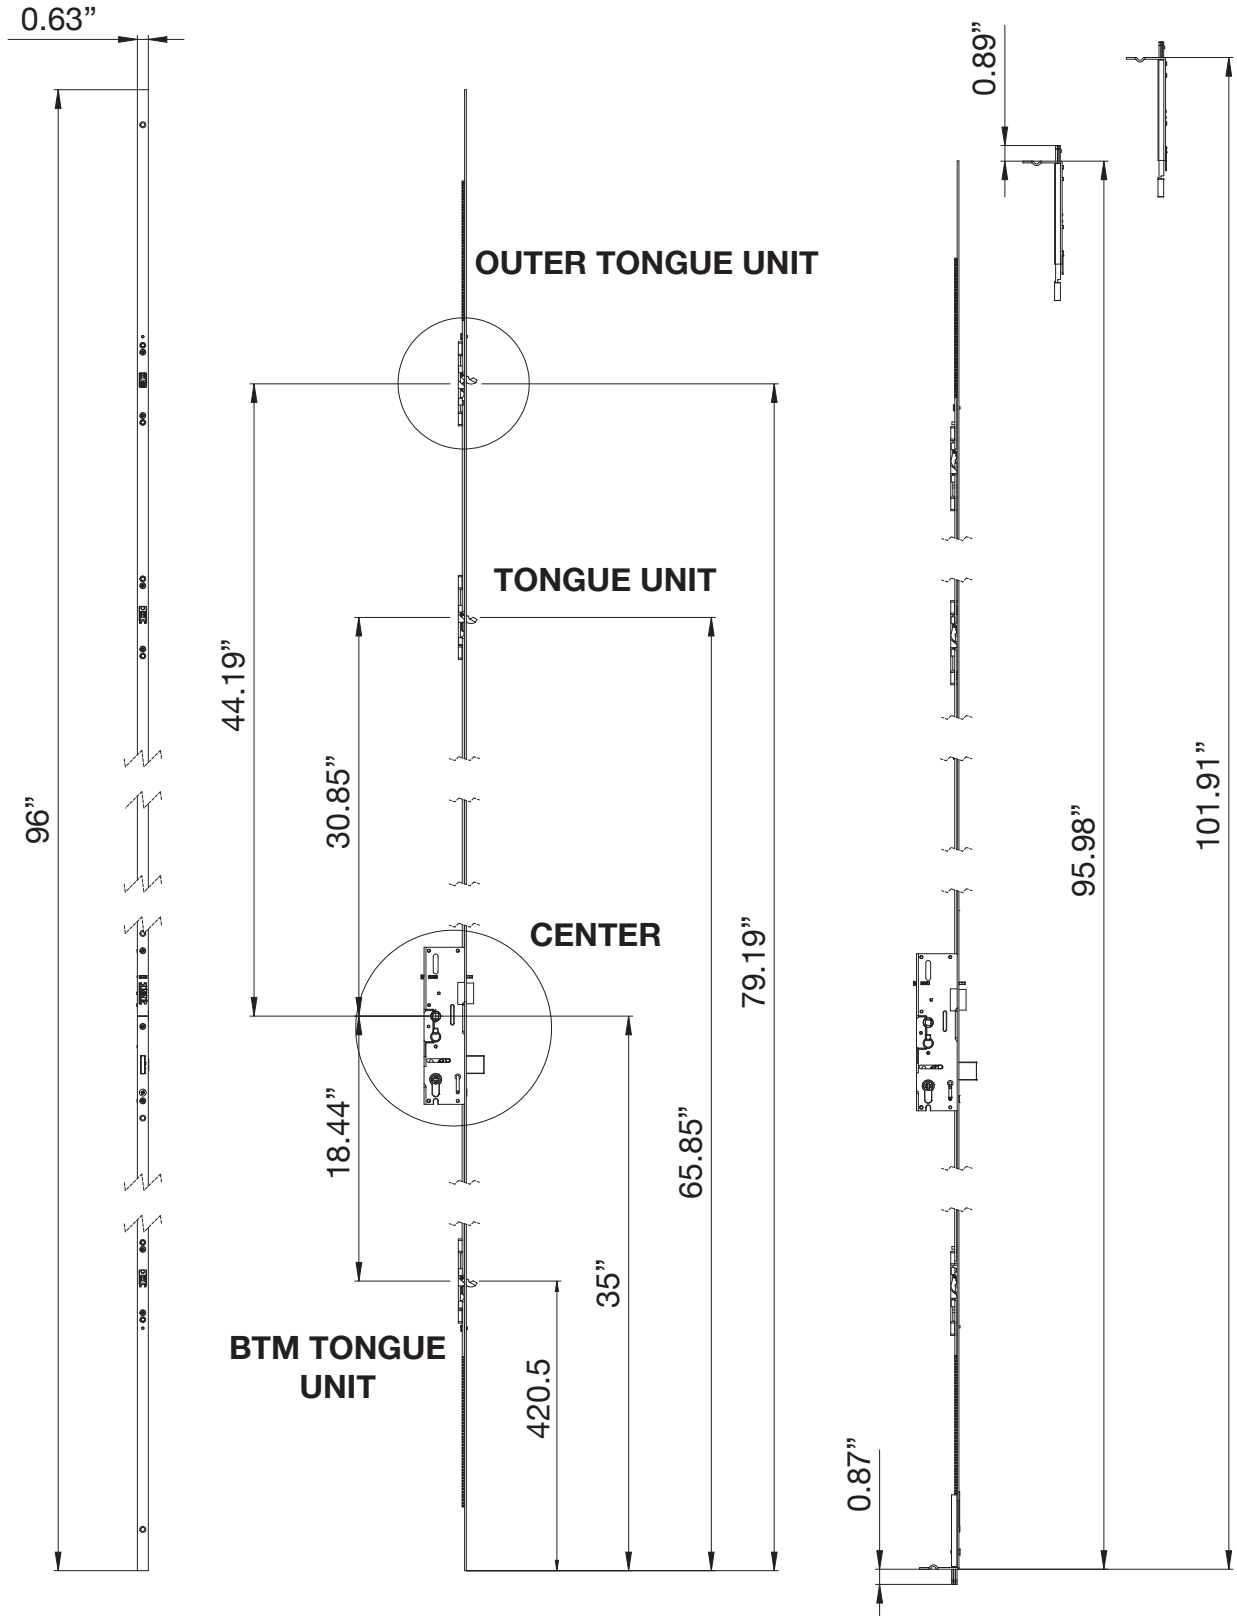 0.63”
0.89”
OUTER TONGUE UNIT
TONGUE UNIT
44.19”
30.85”
96”
101.91”
95.98”
CENTER
79.19”
18.44”
65.85”
35”
BTM TONGUE
UNIT
420.5
0.87”